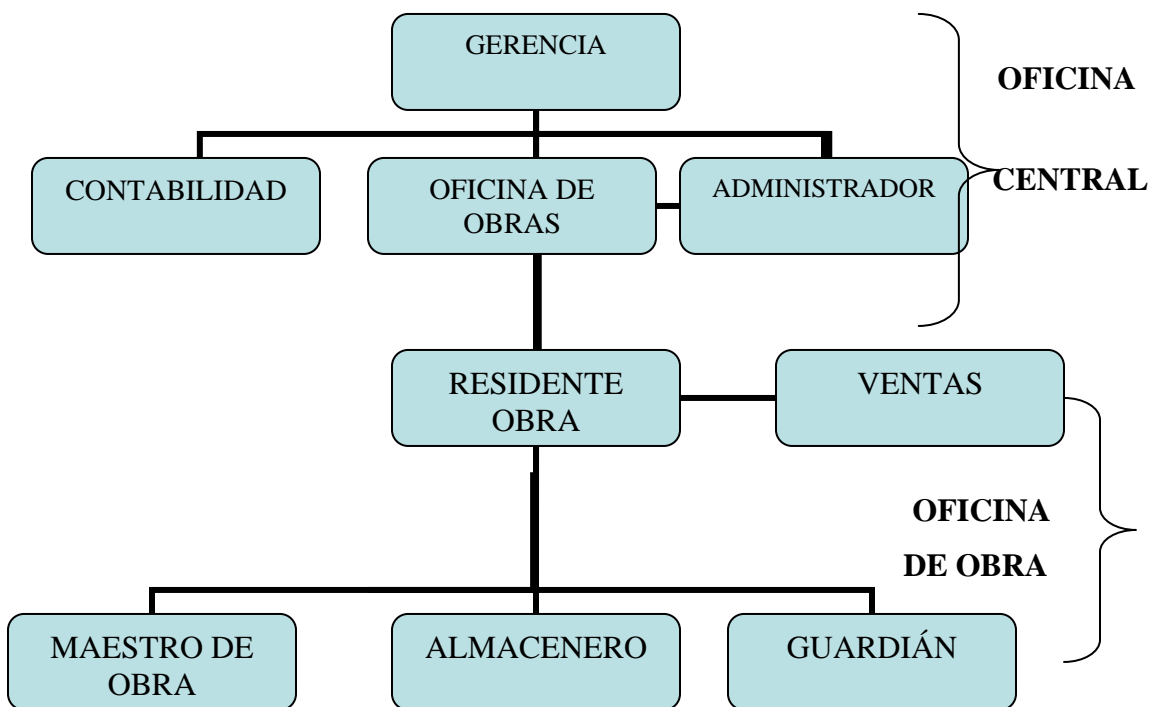 GERENCIA
OFICINA
CENTRAL
CONTABILIDAD
OFICINA DE
OBRAS
ADMINISTRADOR
RESIDENTE
OBRA
VENTAS
OFICINA
DE OBRA
MAESTRO DE
OBRA
ALMACENERO
GUARDIÁN